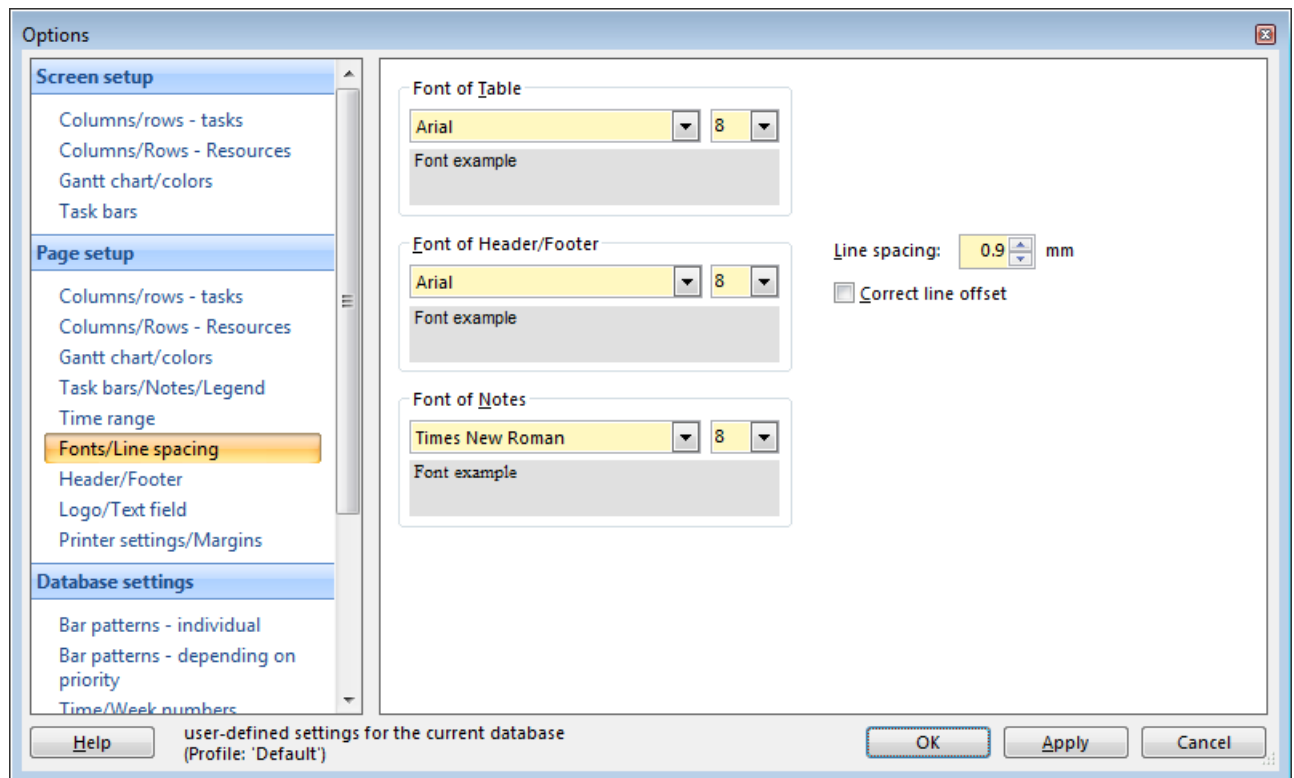 Options
Screen setup
Columns/rows - tasks
Columns/Rows - Resources
Gantt chart/colors
Task bars
Page setup
Columns/rows - tasks
Columns/Rows - Resources
Gantt chart/colors
Task bars/Notes/Legend
Time range
Fonts/Line spacing
Header/Footer
Logo/Text field
Printer settings/Margins
Database settings
Bar patterns - individual
Bar patterns - depending on
priority
Time/Week numbers
Font of Table
Arial 8
Font example
Font of Header/Footer
Arial 8
Font example
Font of Notes
Times New Roman 8
Font example
Line spacing: 0.9 mm
Correct line offset
Help
user-defined settings for the current database
(Profile: 'Default')
OK Apply Cancel